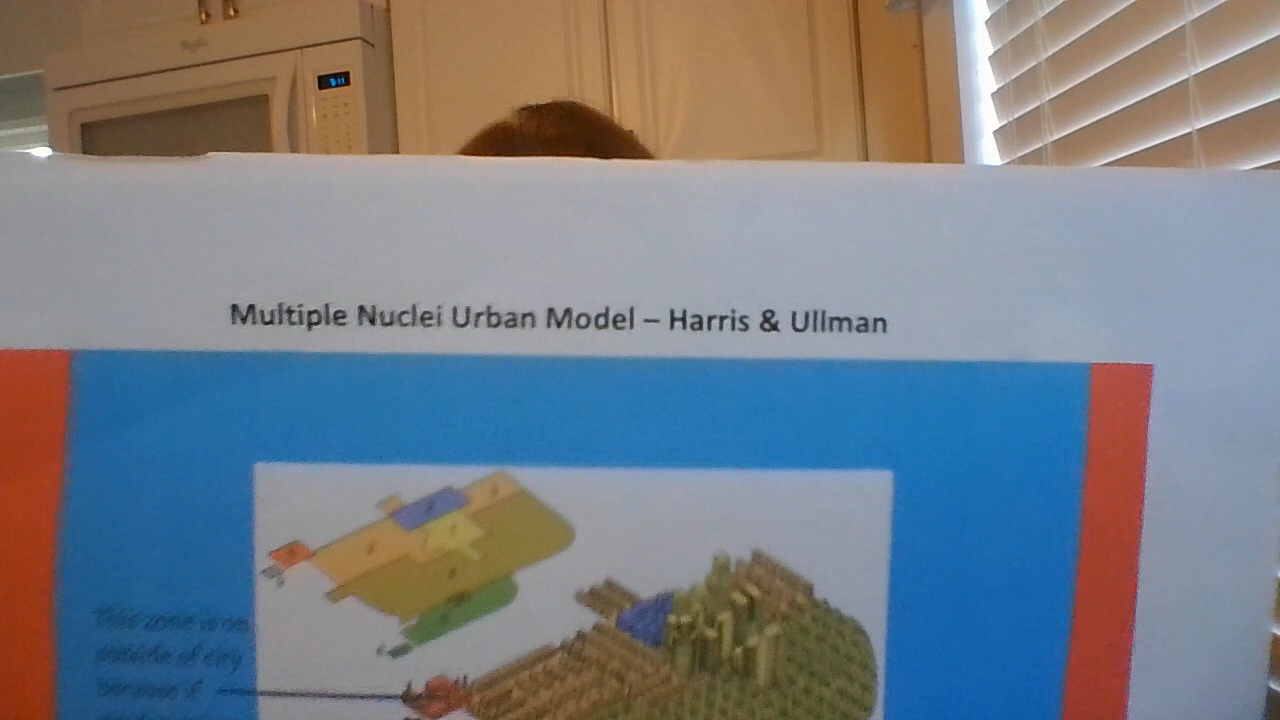 Multiple Nuclei Urban Model – Harris & Ullman
This zone is on
outside of city
because it